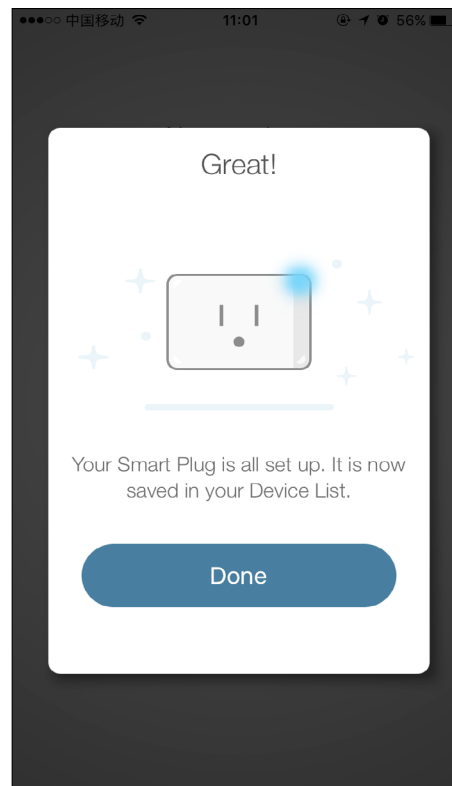 中国移动 11:01 56%
Great!
Your Smart Plug is all set up. It is now
saved in your Device List.
Done